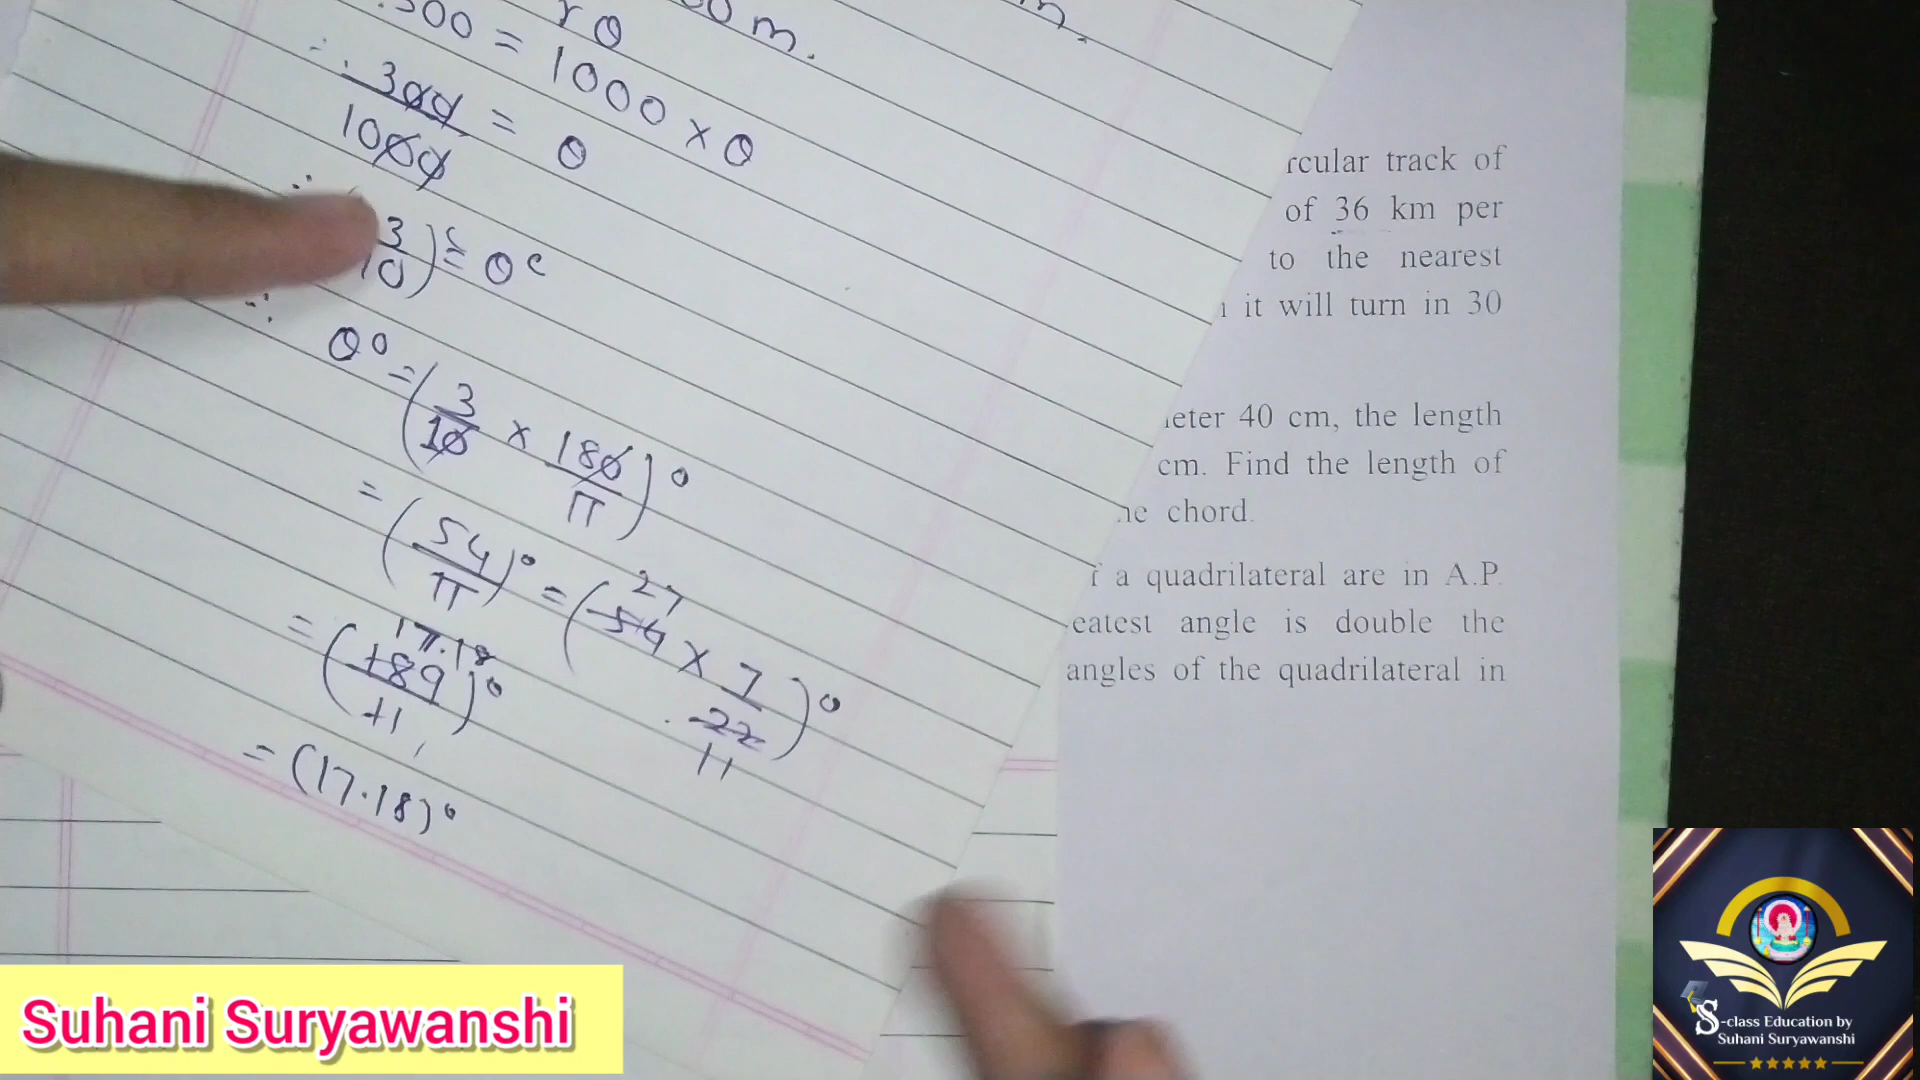 rθ
300 = 1000 × θ
∴ 300/1000 = θ
∴ (3/10)ᶜ = θᶜ
∴ θ° = (3/10 × 180/π)°
= (54/π)° = (54 × 7/22)°
27
11
= (189/11)°
17.18
= (17.18)°
m.
rcular track of
of 36 km per
to the nearest
it will turn in 30
eter 40 cm, the length
cm. Find the length of
chord.
a quadrilateral are in A.P.
eatest angle is double the
angles of the quadrilateral in
Suhani Suryawanshi
S-class Education by
Suhani Suryawanshi